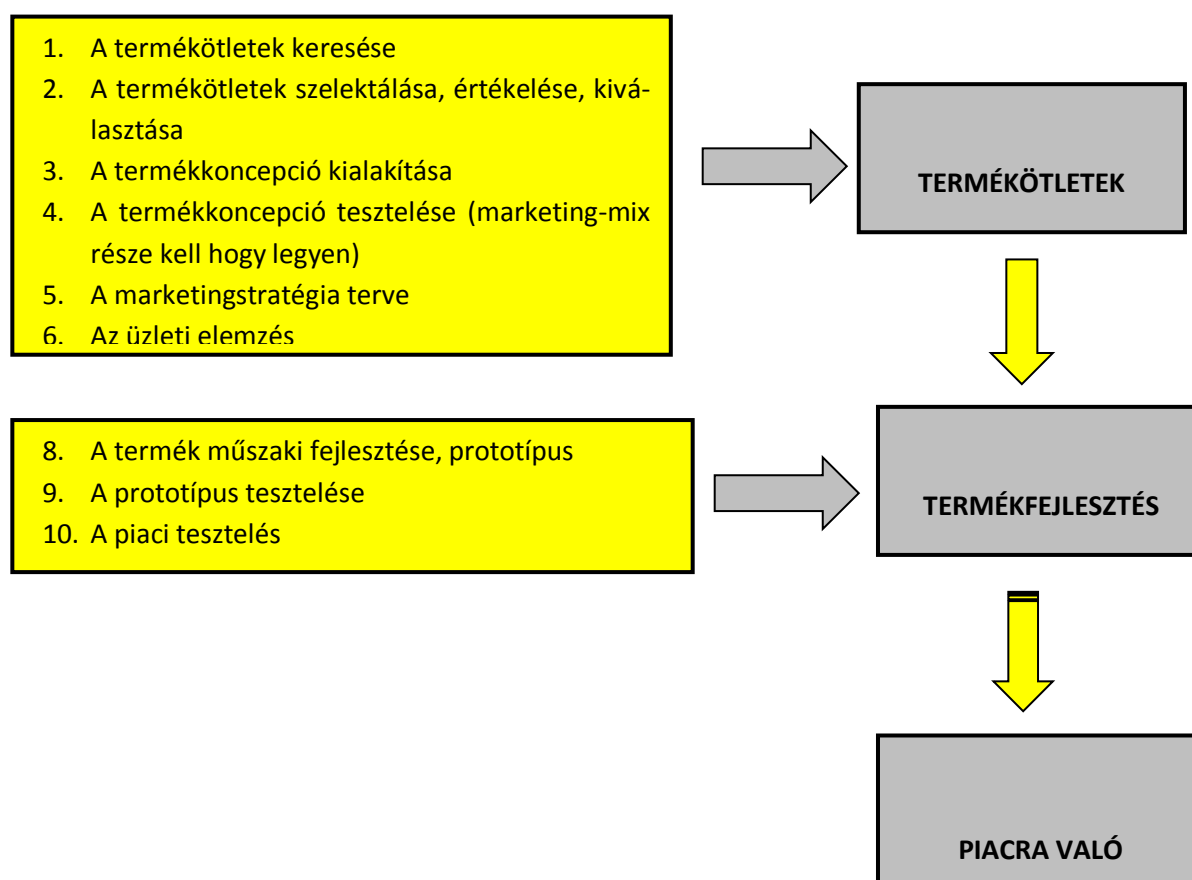 1. A termékötletek keresése
2. A termékötletek szelektálása, értékelése, kivá-
lasztása
3. A termékkoncepció kialakítása
4. A termékkoncepció tesztelése (marketing-mix
része kell hogy legyen)
5. A marketingstratégia terve
6. Az üzleti elemzés
TERMÉKÖTLETEK
8. A termék műszaki fejlesztése, prototípus
9. A prototípus tesztelése
10. A piaci tesztelés
TERMÉKFEJLESZTÉS
PIACRA VALÓ